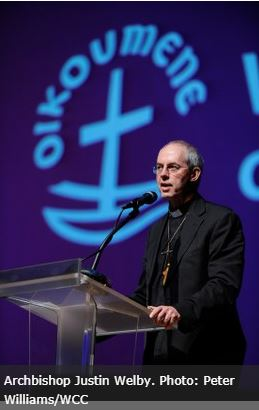 oikoumene
W
Archbishop Justin Welby. Photo: Peter
Williams/WCC